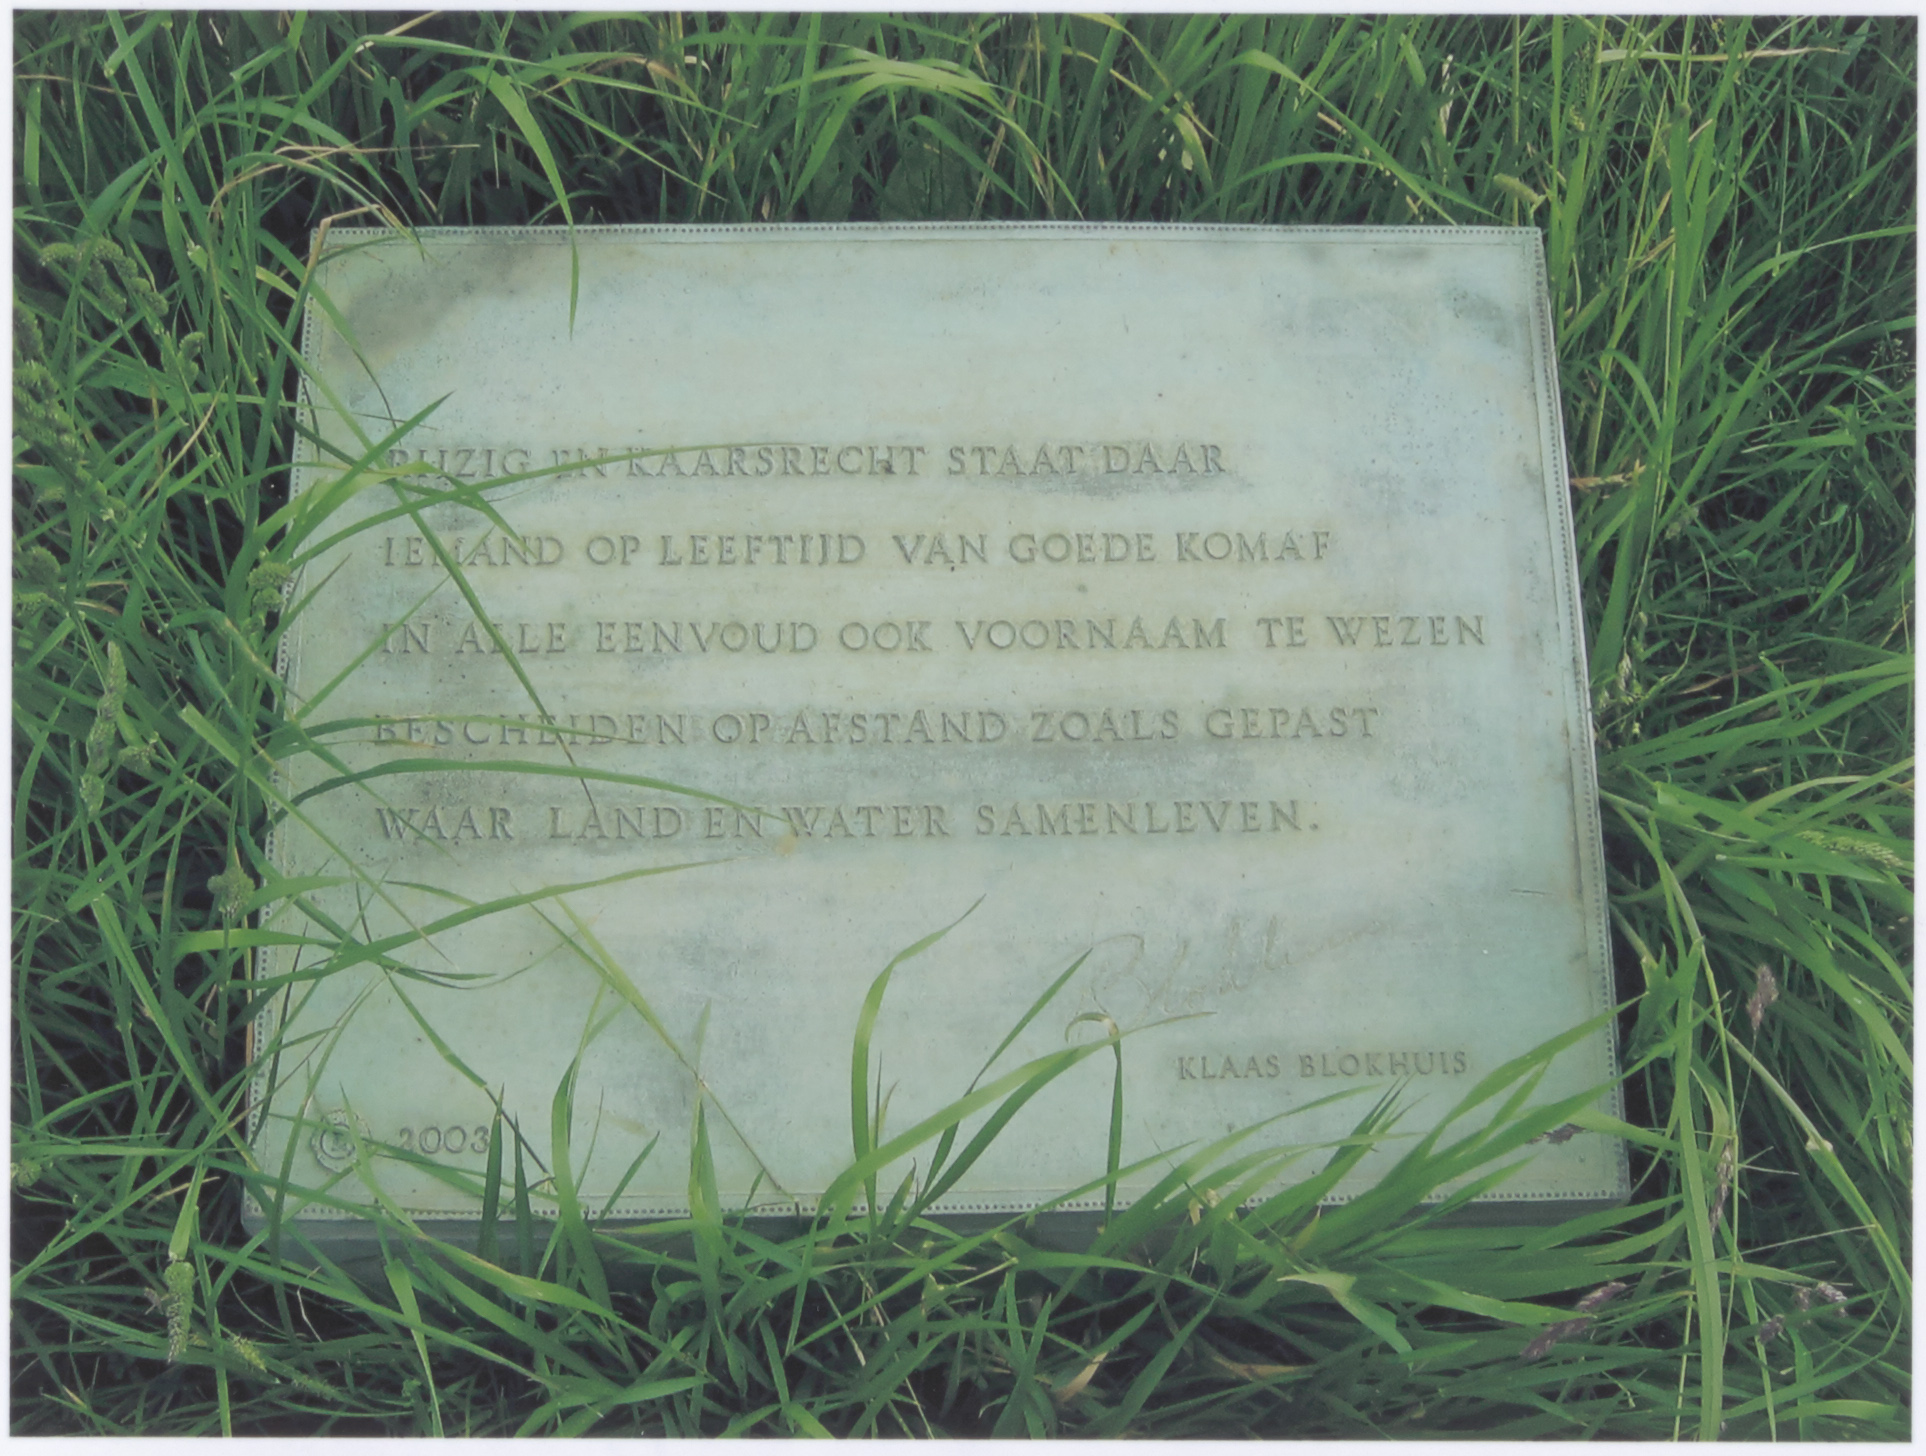 RIJZIG EN KAARSRECHT STAAT DAAR
IEMAND OP LEEFTIJD VAN GOEDE KOMAF
IN ALLE EENVOUD OOK VOORNAAM TE WEZEN
BESCHEIDEN OP AFSTAND ZOALS GEPAST
WAAR LAND EN WATER SAMENLEVEN.
KLAAS BLOKHUIS
2003